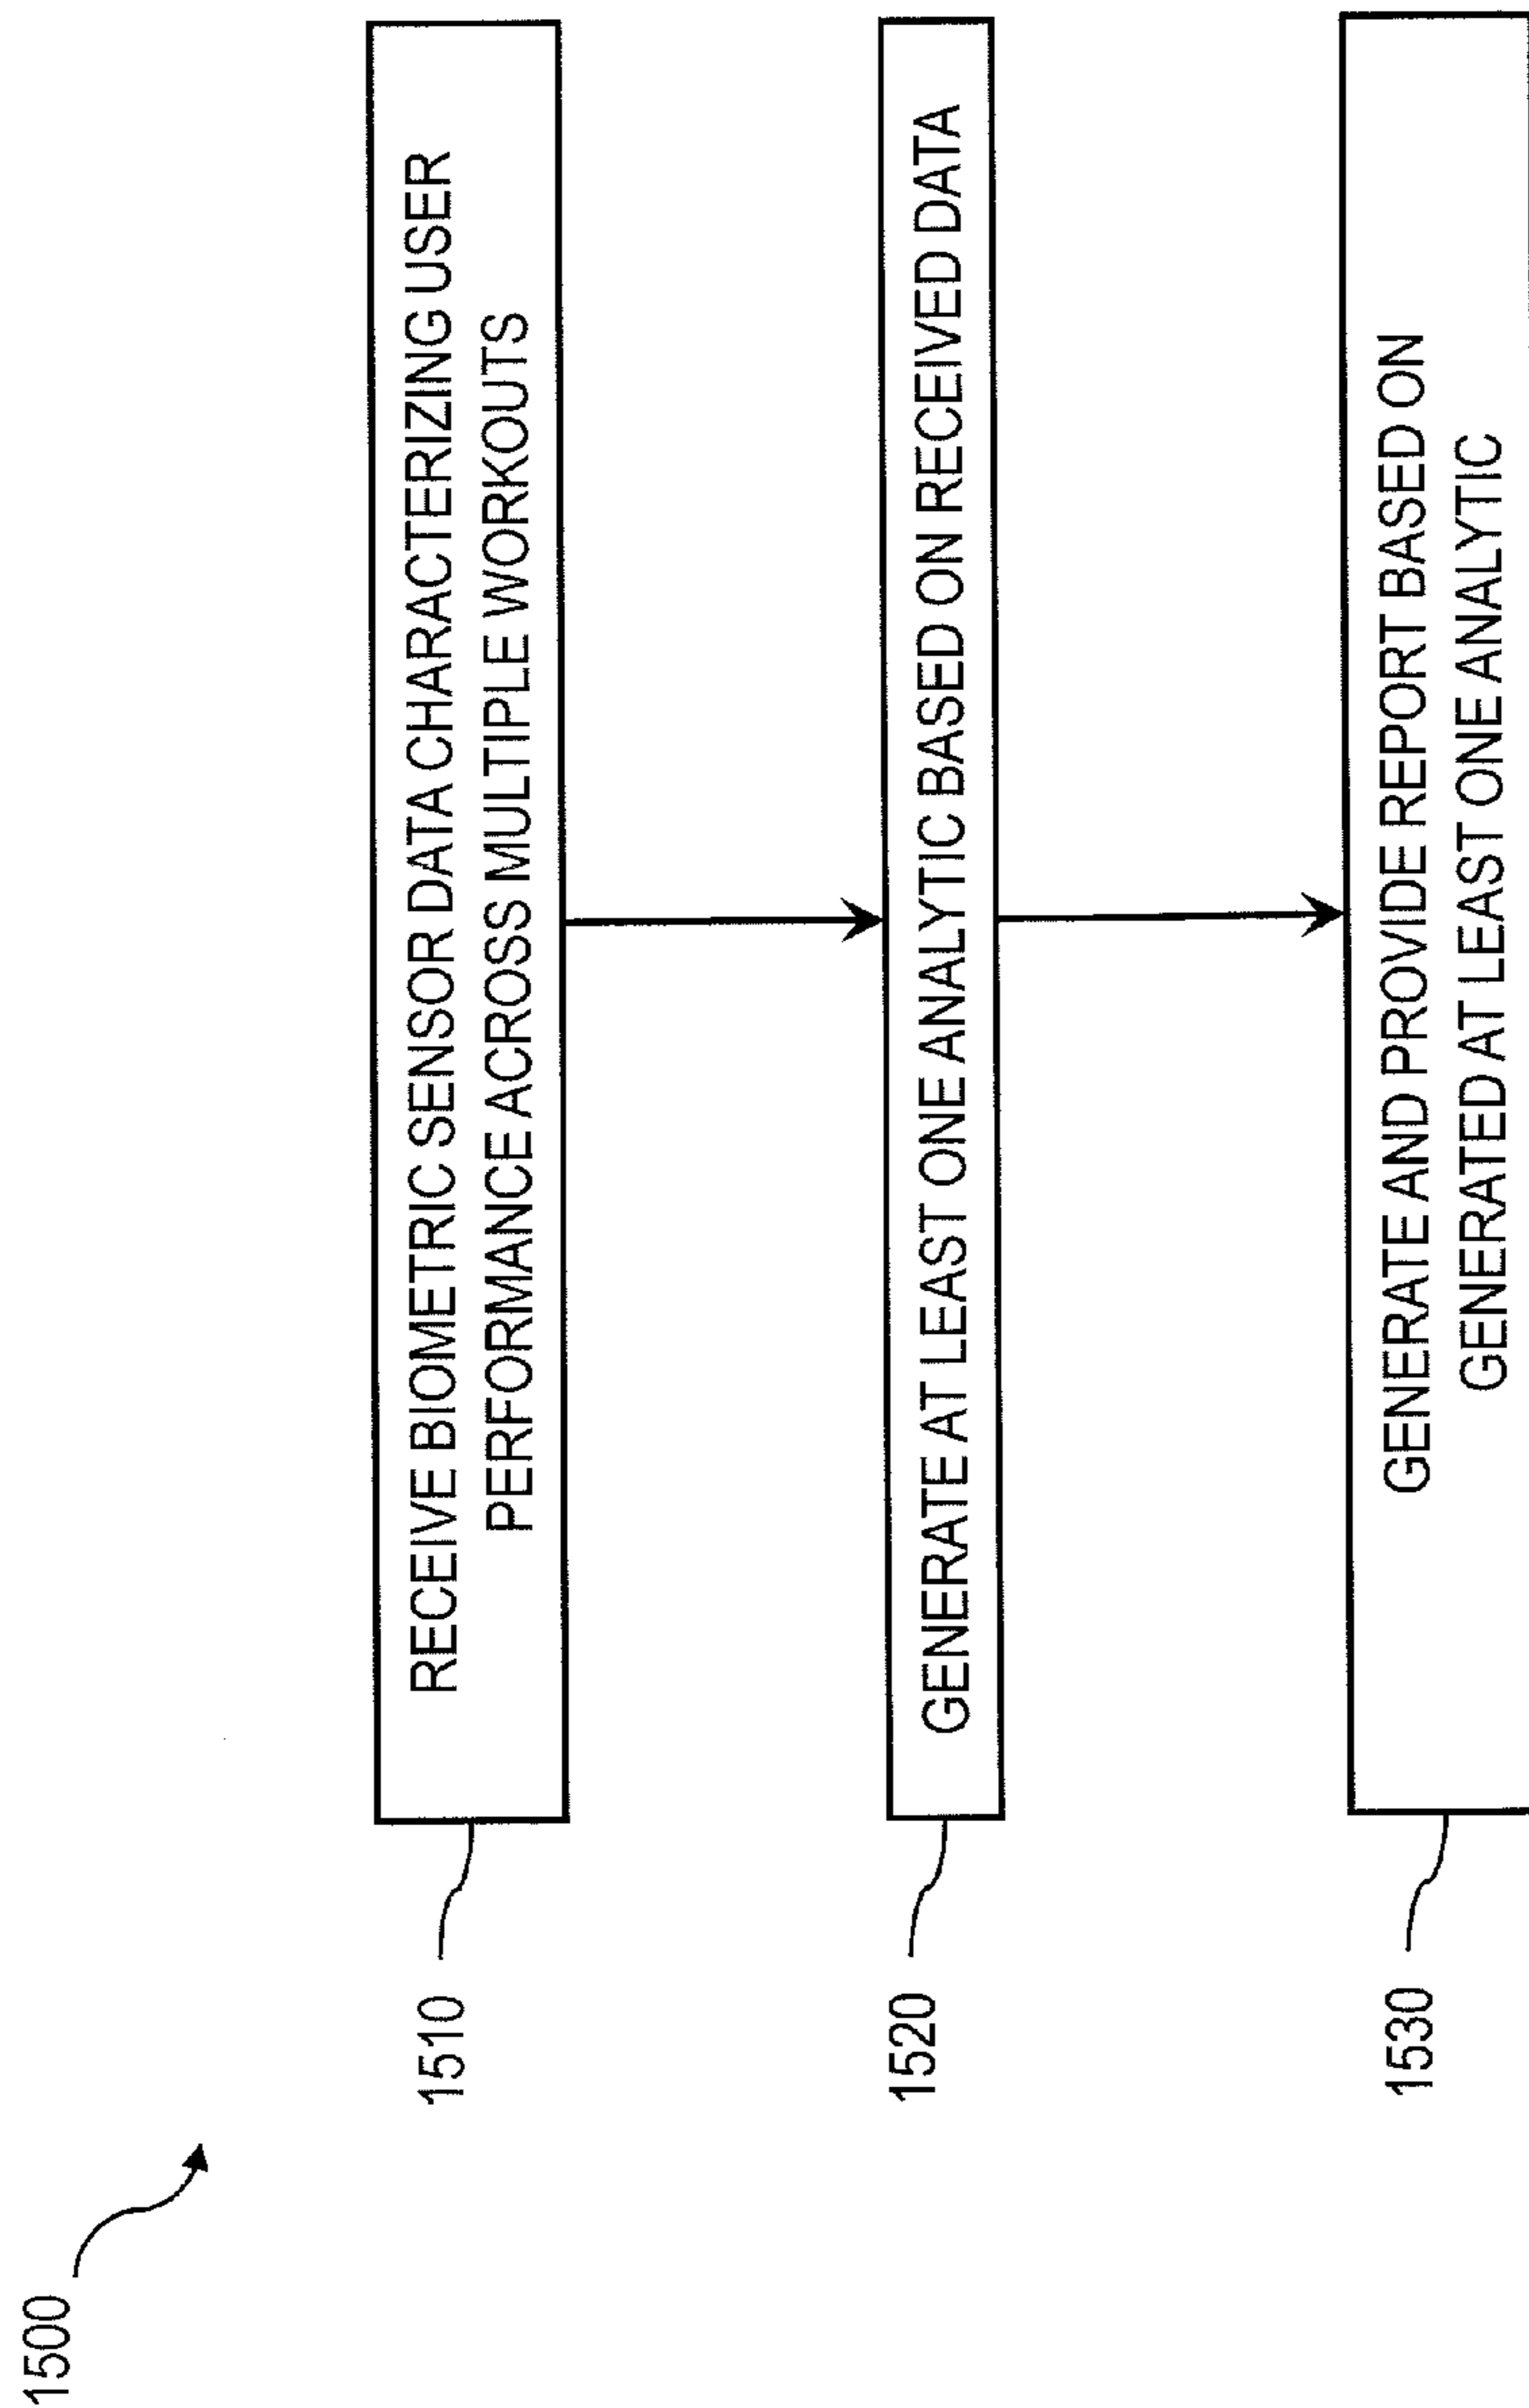 1500
1510
RECEIVE BIOMETRIC SENSOR DATA CHARACTERIZING USER
PERFORMANCE ACROSS MULTIPLE WORKOUTS
1520
GENERATE AT LEAST ONE ANALYTIC BASED ON RECEIVED DATA
1530
GENERATE AND PROVIDE REPORT BASED ON
GENERATED AT LEAST ONE ANALYTIC